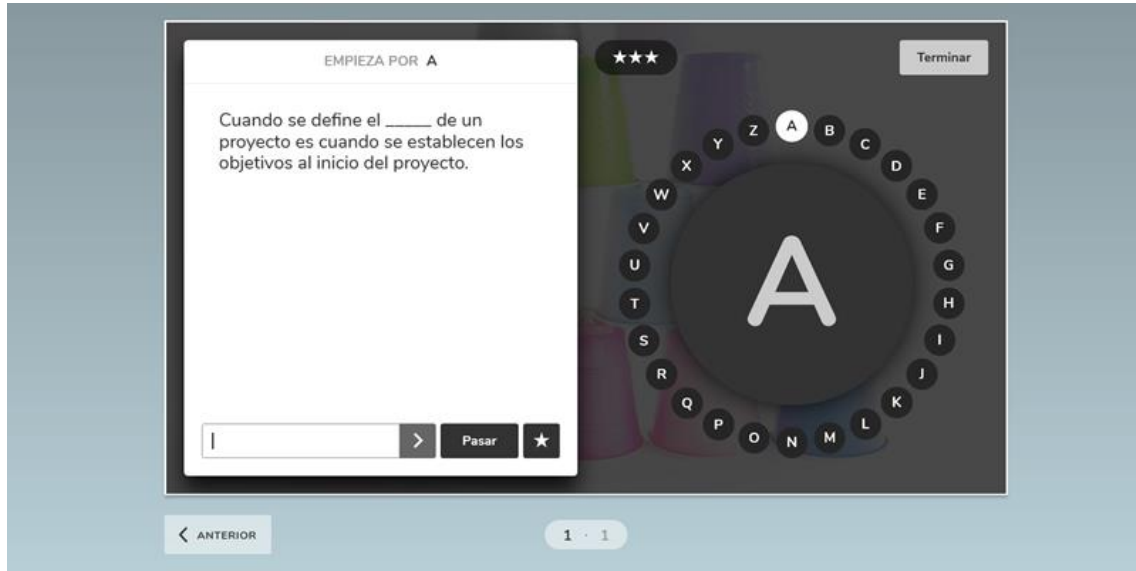 EMPIEZA POR A
Cuando se define el _____ de un
proyecto es cuando se establecen los
objetivos al inicio del proyecto.
Pasar
Terminar
A
B
C
D
E
F
G
H
I
J
K
L
M
N
O
P
Q
R
S
T
U
V
W
X
Y
Z
A
ANTERIOR
1 · 1